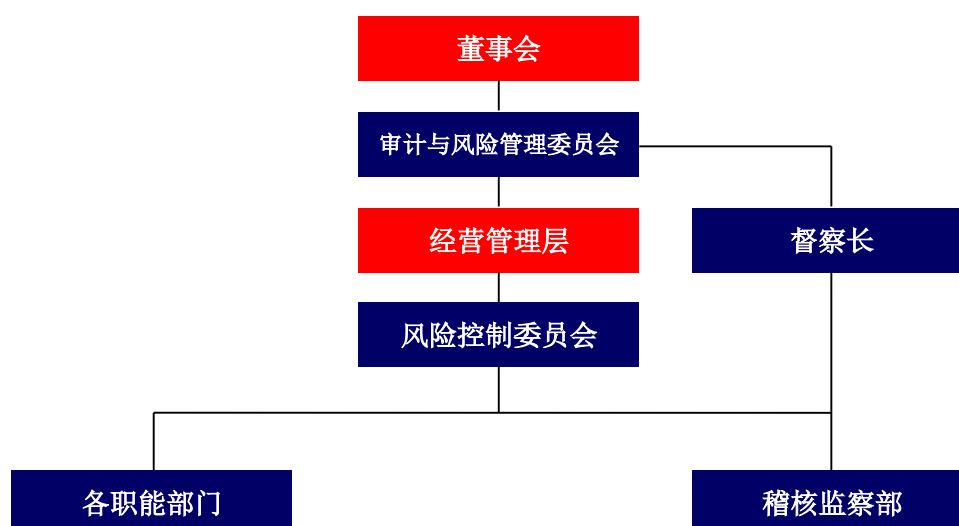 董事会
审计与风险管理委员会
经营管理层
督察长
风险控制委员会
各职能部门
稽核监察部